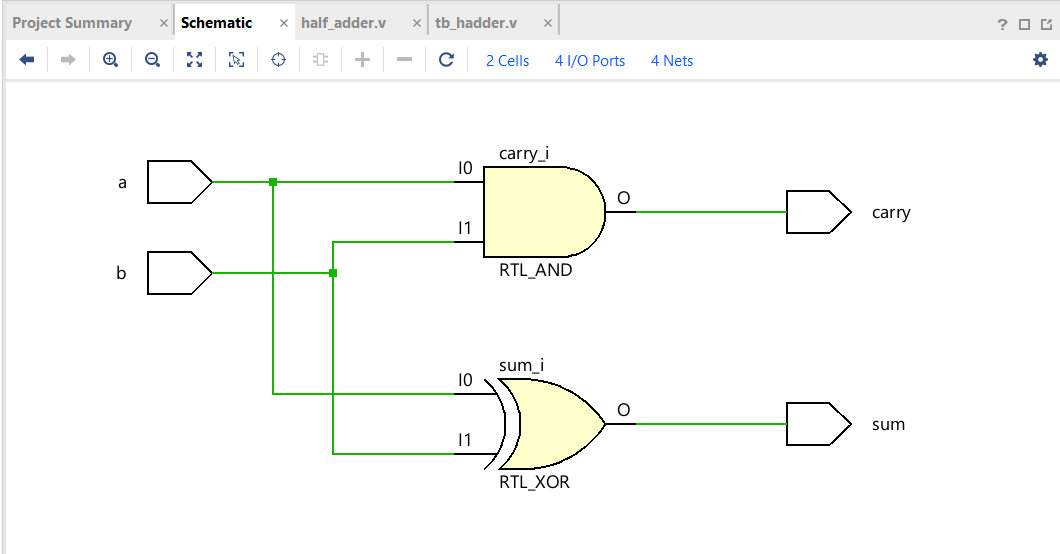 Project Summary × Schematic × half_adder.v × tb_hadder.v × ?
2 Cells 4 I/O Ports 4 Nets
carry_i
a I0 O carry
I1
b RTL_AND
sum_i
I0 O sum
I1
RTL_XOR